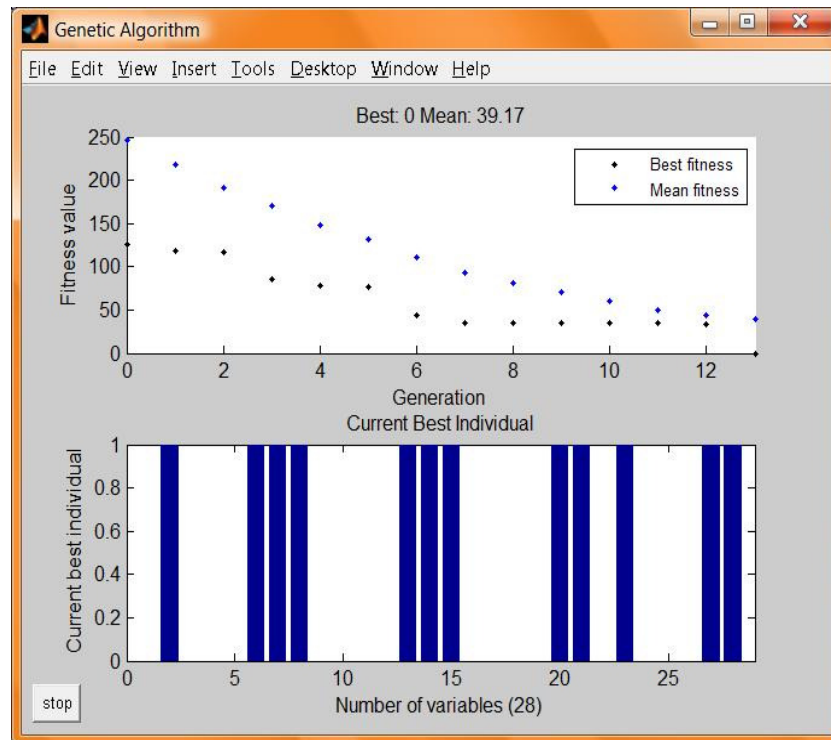 Genetic Algorithm
File Edit View Insert Tools Desktop Window Help
Best: 0 Mean: 39.17
250
200
150
100
50
0
Fitness value
Best fitness
Mean fitness
0 2 4 6 8 10 12
Generation
Current Best Individual
1
0.8
0.6
0.4
0.2
0
Current best individual
0 5 10 15 20 25
Number of variables (28)
stop